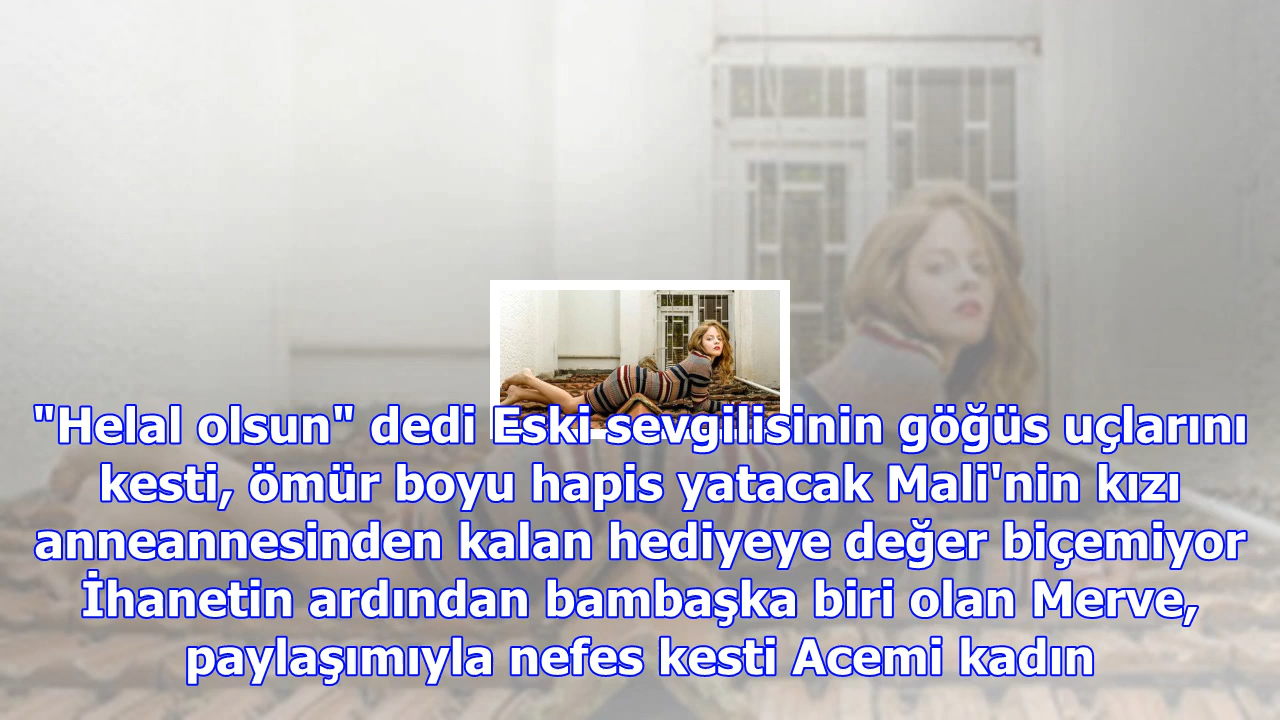 "Helal olsun" dedi Eski sevgilisinin göğüs uçlarını
kesti, ömür boyu hapis yatacak Mali'nin kızı
anneannesinden kalan hediyeye değer biçemiyor
İhanetin ardından bambaşka biri olan Merve,
paylaşımıyla nefes kesti Acemi kadın